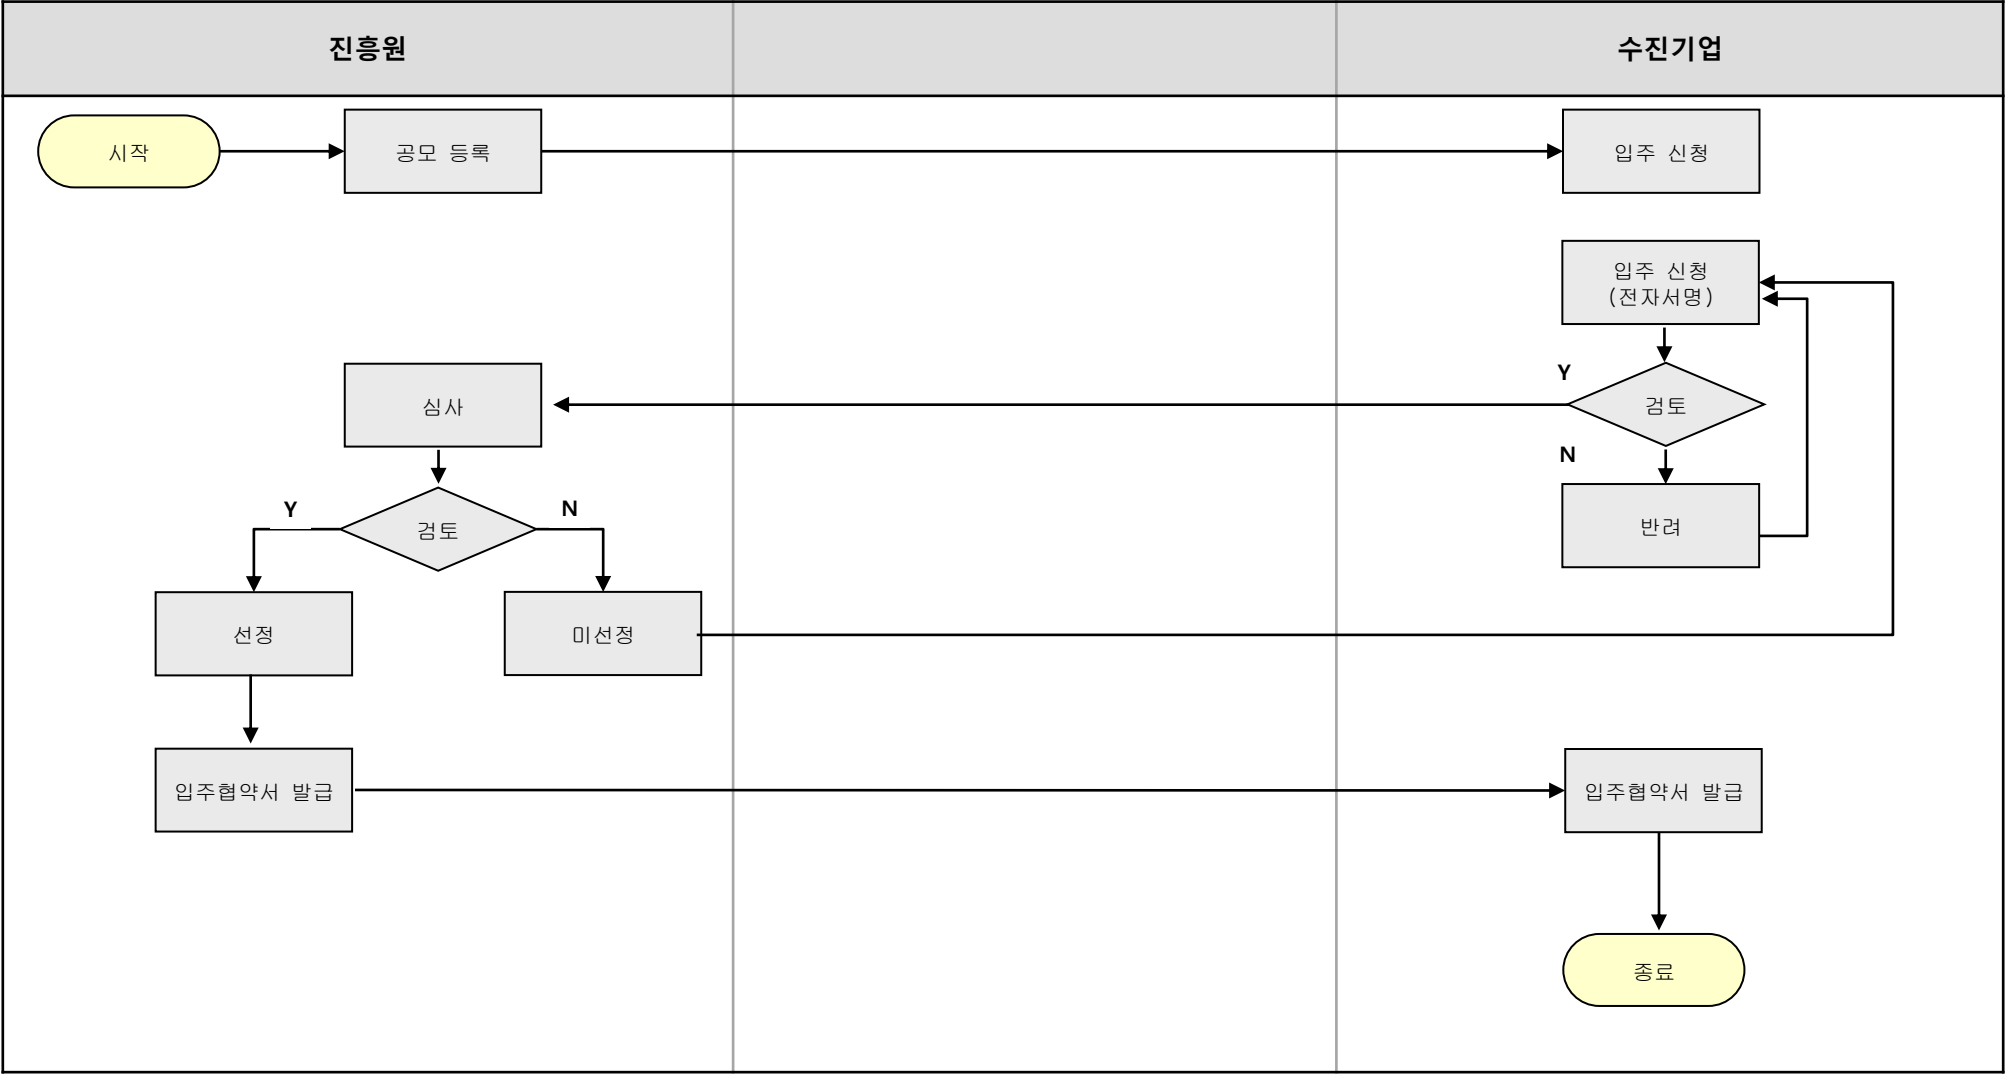 진흥원
수진기업
시작
공모 등록
입주 신청
입주 신청
(전자서명)
Y
심사
검토
N
Y
N
검토
반려
선정
미선정
입주협약서 발급
입주협약서 발급
종료